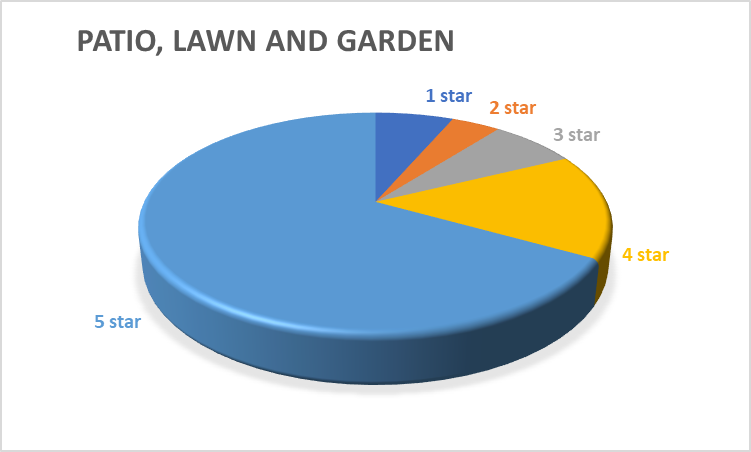 PATIO, LAWN AND GARDEN
1 star
2 star
3 star
4 star
5 star